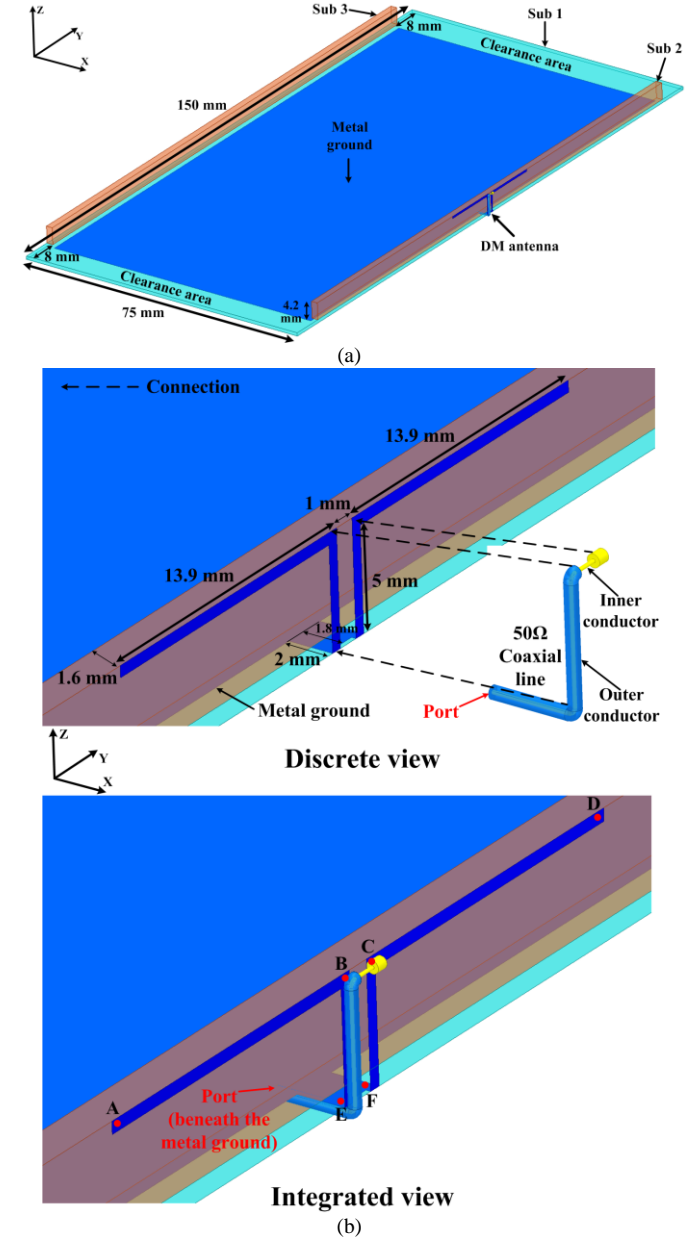 Z
Y
X
Sub 3
Sub 1
8 mm
Clearance area
Sub 2
150 mm
Metal
ground
DM antenna
8 mm
Clearance area
4.2
mm
75 mm
(a)
Connection
13.9 mm
1 mm
13.9 mm
5 mm
Inner
conductor
1.8 mm
50Ω
Coaxial
line
2 mm
1.6 mm
Outer
conductor
Metal ground
Port
Z
Y
X
Discrete view
D
C
B
A
Port
(beneath the
metal ground)
E
F
Integrated view
(b)